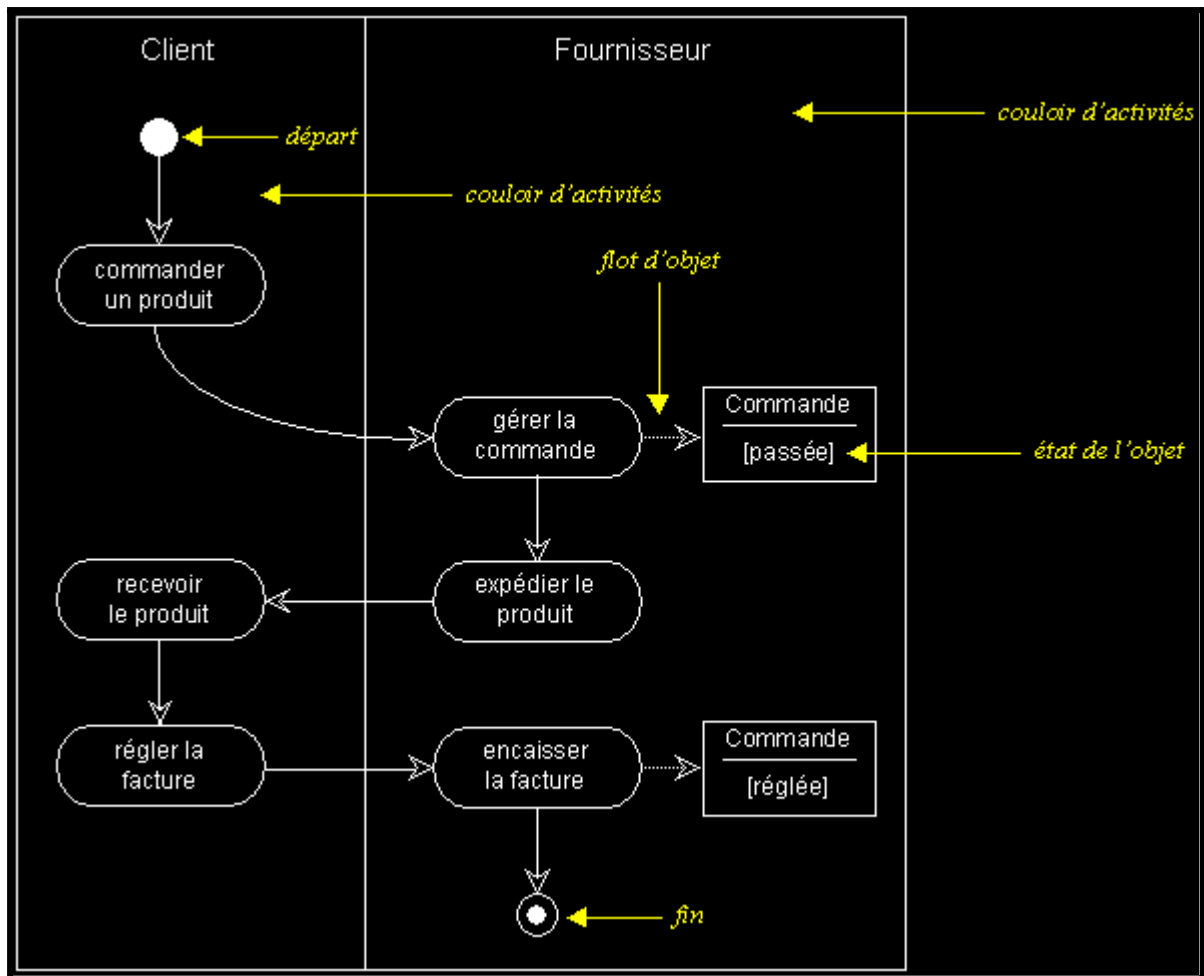 Client
Fournisseur
couloir d'activités
départ
couloir d'activités
commander
un produit
flot d'objet
gérer la
commande
Commande
[passée]
état de l'objet
recevoir
le produit
expédier le
produit
régler la
facture
encaisser
la facture
Commande
[réglée]
fin